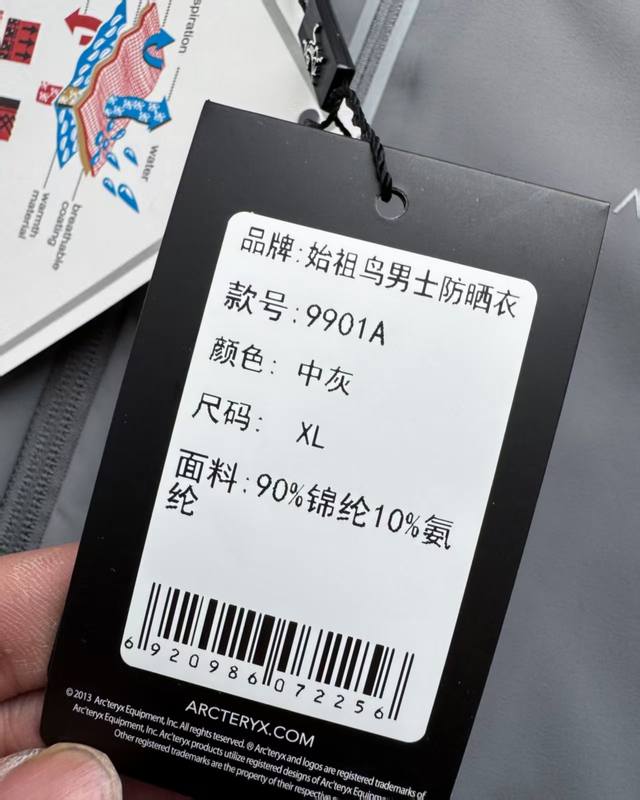 spiration
water
breathable
coating
warmth
material
品牌:始祖鸟男士防晒衣
款号:9901A
颜色: 中灰
尺码: XL
面料:90%锦纶10%氨
纶
6 920986 072256
ARCTERYX.COM
© 2013 Arc'teryx Equipment, Inc. All rights reserved. ® Arc'teryx and logos are registered trademarks of
Arc'teryx Equipment, Inc. Arc'teryx products utilize registered designs of Arc'teryx Equipment
Other registered trademarks are the property of their respective